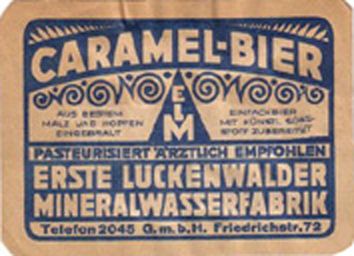 CARAMEL-BIER
AUS BESTEM
MALZ UND HOPFEN
EINGEBRAUT
ELM
EINFACHBIER
MIT KÜNSTL. SÜSS-
STOFF ZUBEREITET
PASTEURISIERT ÄRZTLICH EMPFOHLEN
ERSTE LUCKENWALDER
MINERALWASSERFABRIK
Telefon 2045 G.m.b.H. Friedrichstr. 72